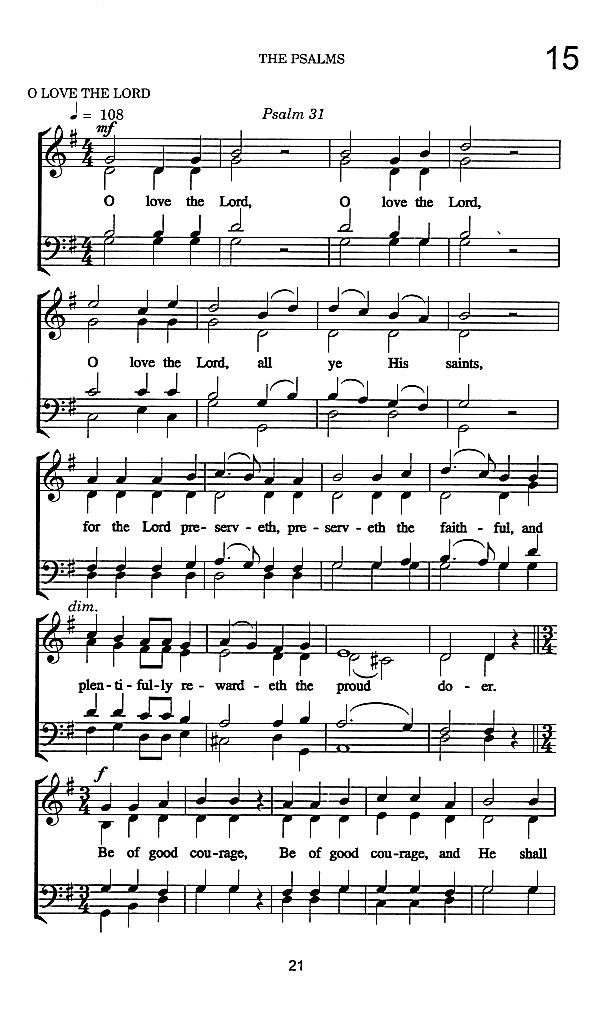 THE PSALMS
15
O LOVE THE LORD
♩ = 108
Psalm 31
mf
O love the Lord, O love the Lord,
O love the Lord, all ye His saints,
for the Lord pre - serv - eth, pre - serv - eth the faith - ful, and
dim.
plen - ti - ful - ly re - ward - eth the proud do - er.
f
Be of good cou - rage, Be of good cou - rage, and He shall
21